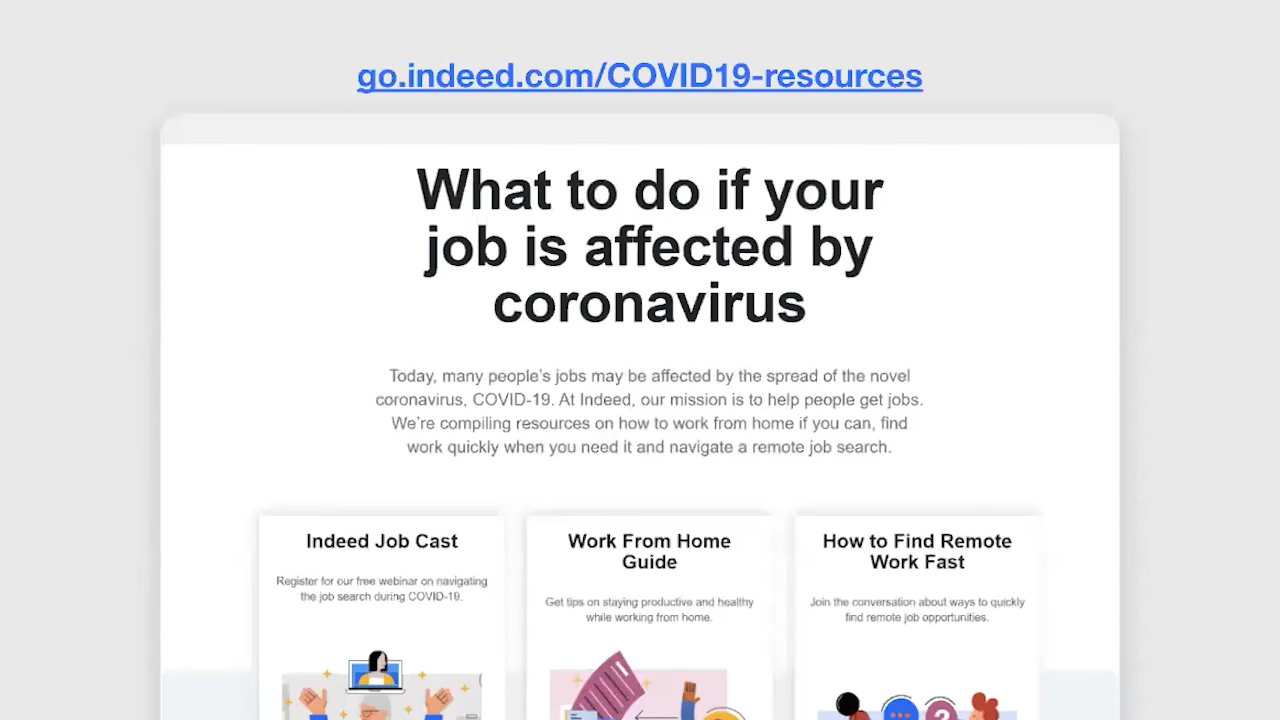 go.indeed.com/COVID19-resources
What to do if your
job is affected by
coronavirus
Today, many people's jobs may be affected by the spread of the novel
coronavirus, COVID-19. At Indeed, our mission is to help people get jobs.
We're compiling resources on how to work from home if you can, find
work quickly when you need it and navigate a remote job search.
Indeed Job Cast
Register for our free webinar on navigating
the job search during COVID-19.
Work From Home
Guide
Get tips on staying productive and healthy
while working from home.
How to Find Remote
Work Fast
Join the conversation about ways to quickly
find remote job opportunities.
?